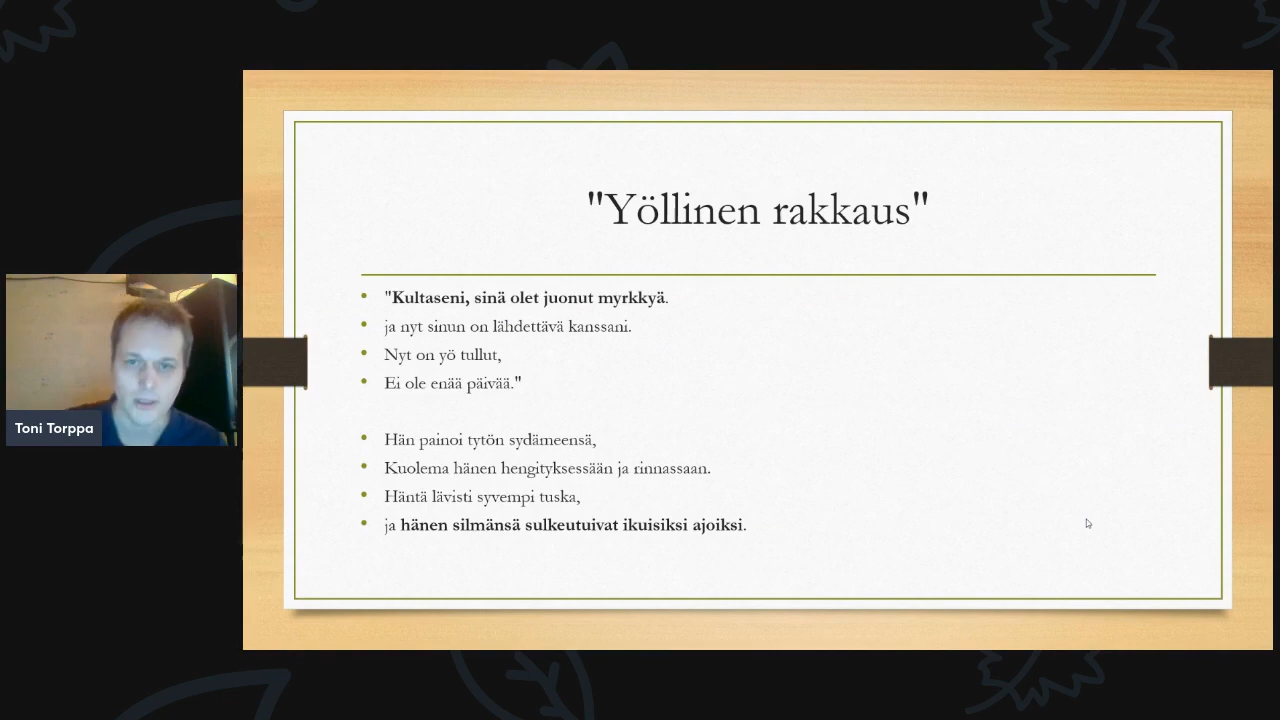 "Yöllinen rakkaus"
"Kultaseni, sinä olet juonut myrkkyä.
ja nyt sinun on lähdettävä kanssani.
Nyt on yö tullut,
Ei ole enää päivää."
Hän painoi tytön sydämeensä,
Kuolema hänen hengityksessään ja rinnassaan.
Häntä lävisti syvempi tuska,
ja hänen silmänsä sulkeutuivat ikuisiksi ajoiksi.
Toni Torppa